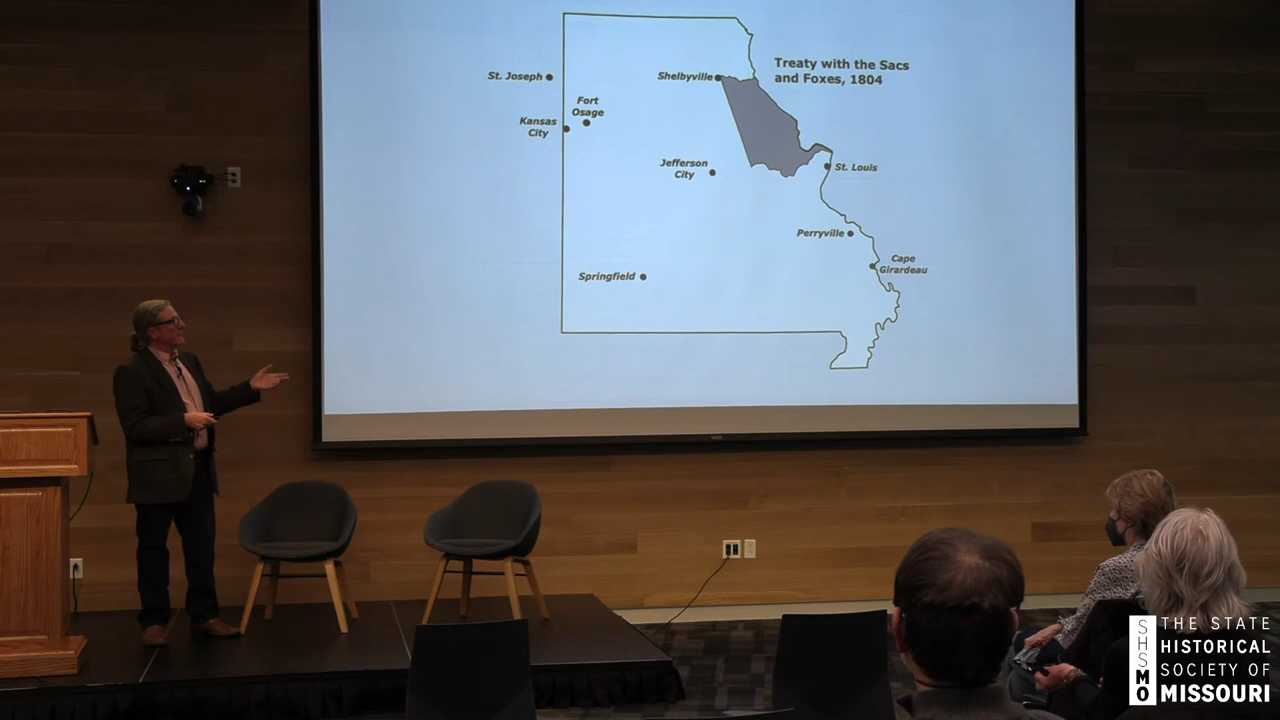 Treaty with the Sacs
and Foxes, 1804
St. Joseph
Shelbyville
Fort
Osage
Kansas
City
Jefferson
City
St. Louis
Perryville
Cape
Girardeau
Springfield
SHSMO
THE STATE
HISTORICAL
SOCIETY OF
MISSOURI